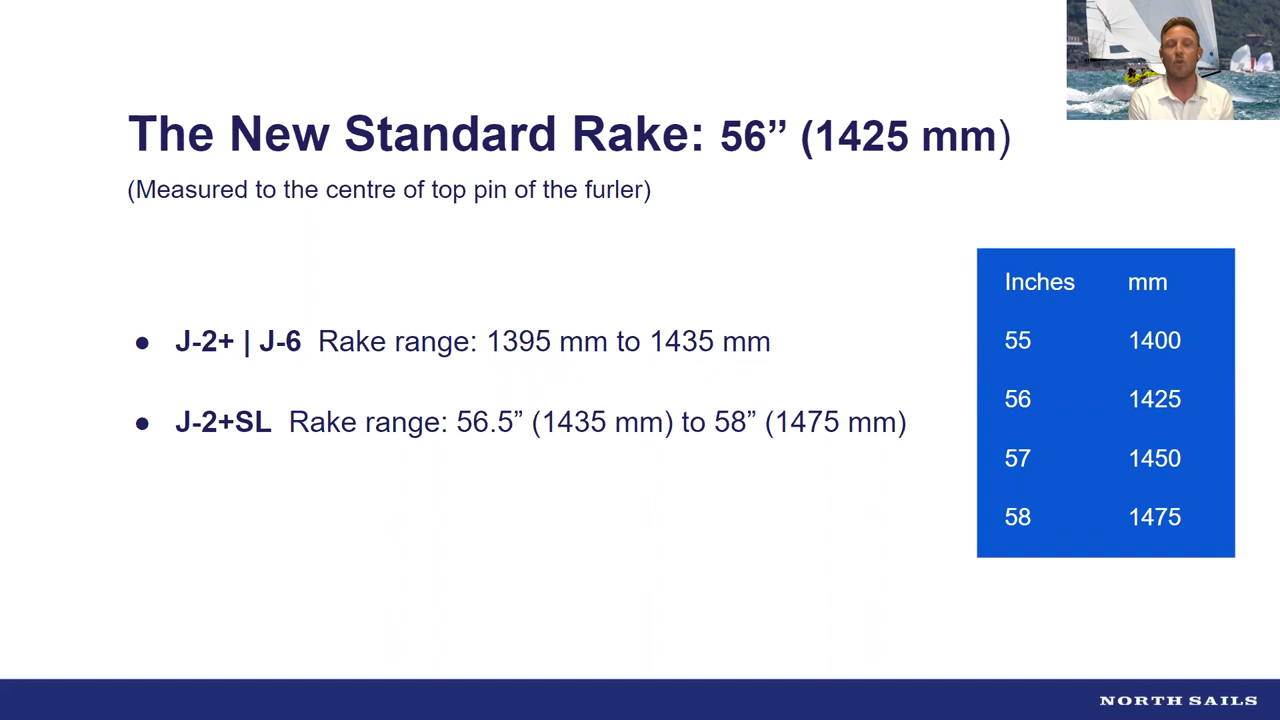 The New Standard Rake: 56” (1425 mm)
(Measured to the centre of top pin of the furler)
● J-2+ | J-6 Rake range: 1395 mm to 1435 mm
● J-2+SL Rake range: 56.5” (1435 mm) to 58” (1475 mm)
Inches mm
55 1400
56 1425
57 1450
58 1475
NORTH SAILS